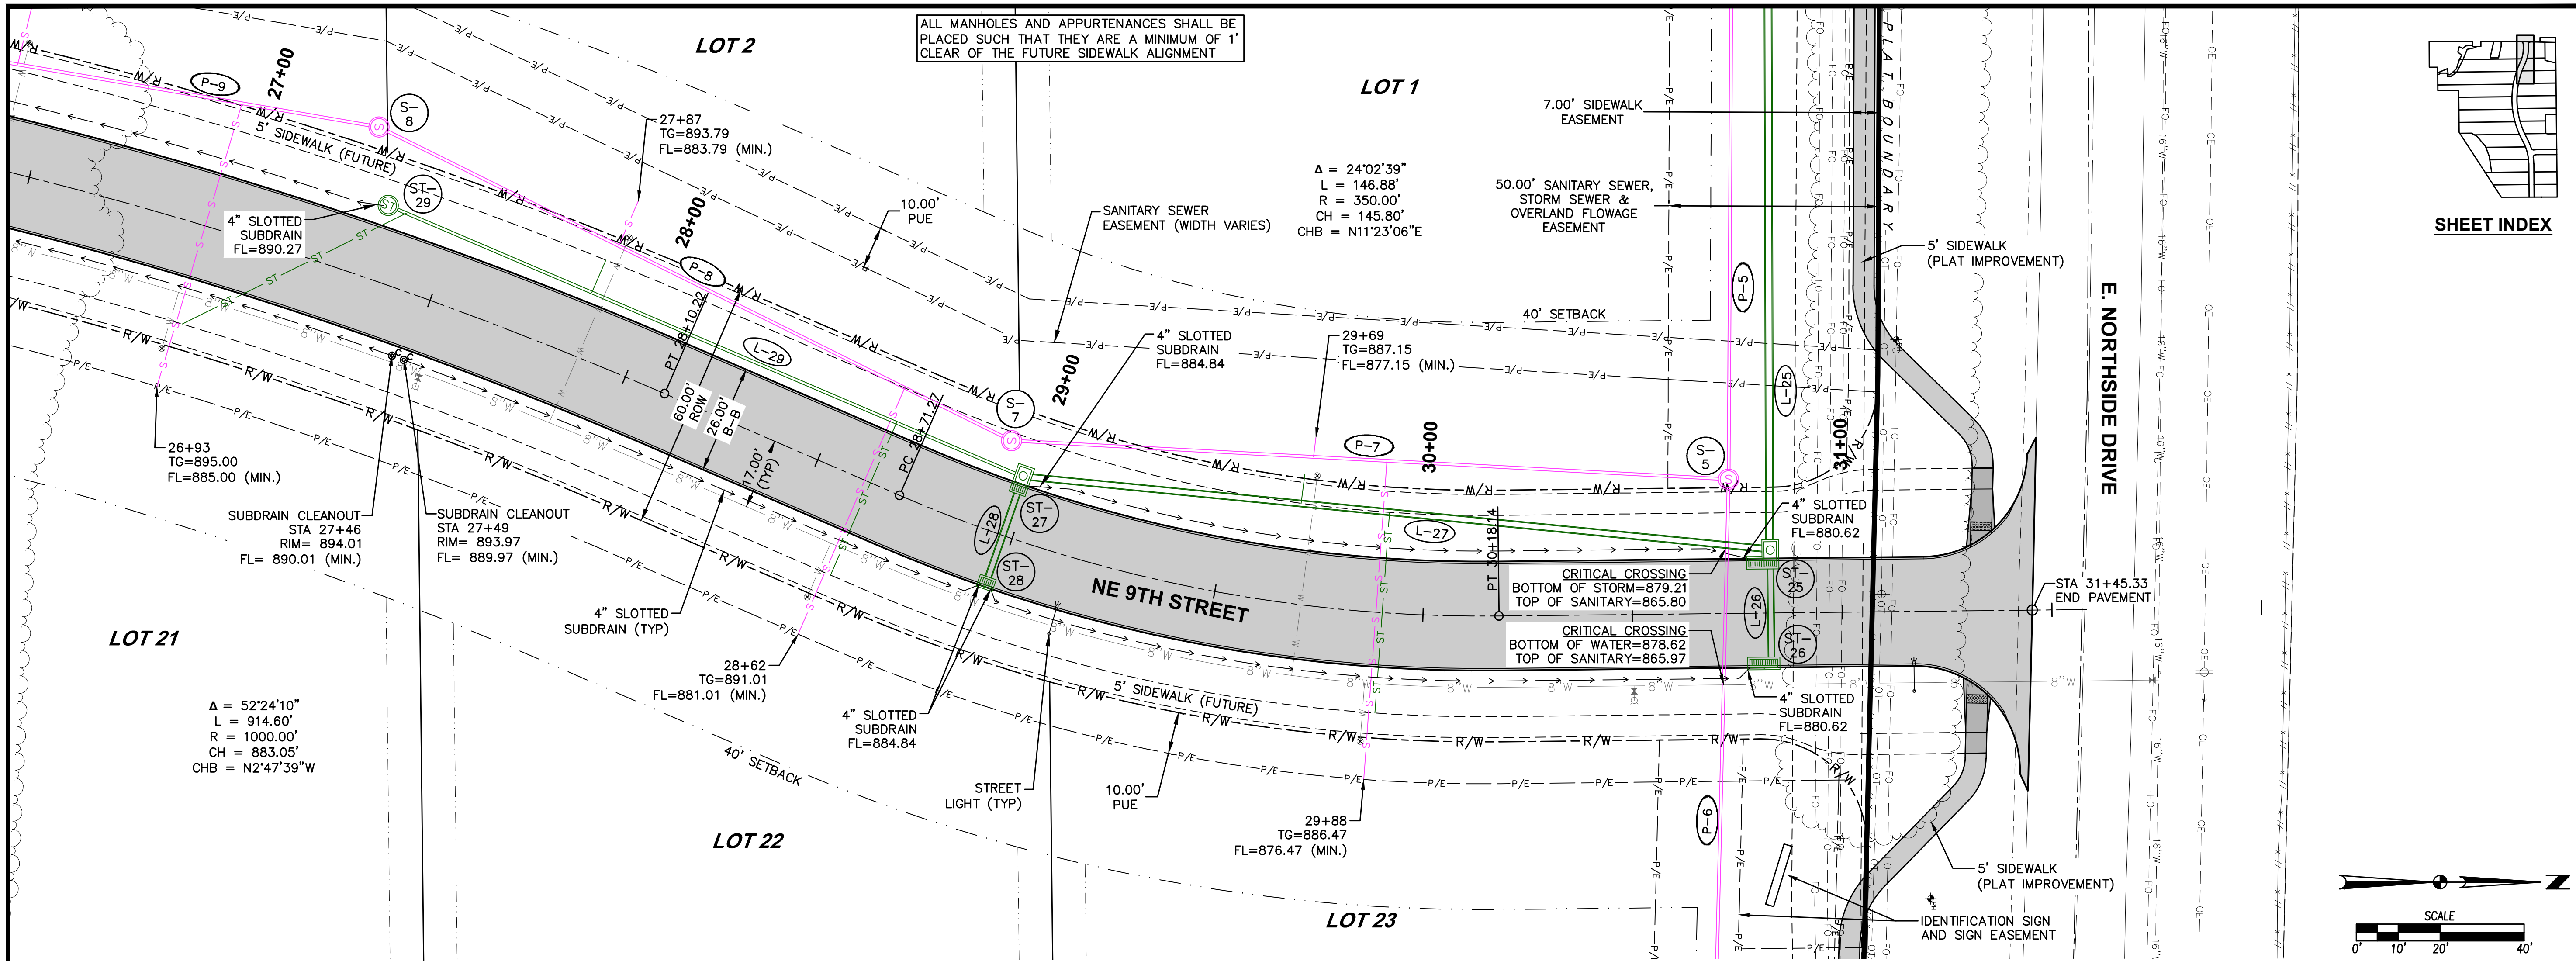 ALL MANHOLES AND APPURTENANCES SHALL BE
PLACED SUCH THAT THEY ARE A MINIMUM OF 1'
CLEAR OF THE FUTURE SIDEWALK ALIGNMENT
LOT 2
LOT 1
27+00
P-9
S-
8
5' SIDEWALK (FUTURE)
ST-
29
4" SLOTTED
SUBDRAIN
FL=890.27
27+87
TG=893.79
FL=883.79 (MIN.)
28+00
P-8
10.00'
PUE
SANITARY SEWER
EASEMENT (WIDTH VARIES)
Δ = 24°02'39"
L = 146.88'
R = 350.00'
CH = 145.80'
CHB = N11°23'06"E
7.00' SIDEWALK
EASEMENT
50.00' SANITARY SEWER,
STORM SEWER &
OVERLAND FLOWAGE
EASEMENT
PLAT BOUNDARY
5' SIDEWALK
(PLAT IMPROVEMENT)
E. NORTHSIDE DRIVE
SHEET INDEX
P-5
40' SETBACK
L-29
PT 28+10.22
60.00'
ROW
26.00'
B-B
17.00'
(TYP)
PC 28+71.27
S-
7
29+00
4" SLOTTED
SUBDRAIN
FL=884.84
29+69
TG=887.15
FL=877.15 (MIN.)
P-7
30+00
S-
5
L-25
31+00
26+93
TG=895.00
FL=885.00 (MIN.)
SUBDRAIN CLEANOUT
STA 27+46
RIM= 894.01
FL= 890.01 (MIN.)
SUBDRAIN CLEANOUT
STA 27+49
RIM= 893.97
FL= 889.97 (MIN.)
L-28
ST-
27
ST-
28
L-27
PT 30+18.14
4" SLOTTED
SUBDRAIN
FL=880.62
CRITICAL CROSSING
BOTTOM OF STORM=879.21
TOP OF SANITARY=865.80
ST-
25
L-26
ST-
26
CRITICAL CROSSING
BOTTOM OF WATER=878.62
TOP OF SANITARY=865.97
STA 31+45.33
END PAVEMENT
NE 9TH STREET
4" SLOTTED
SUBDRAIN (TYP)
LOT 21
28+62
TG=891.01
FL=881.01 (MIN.)
4" SLOTTED
SUBDRAIN
FL=884.84
5' SIDEWALK (FUTURE)
4" SLOTTED
SUBDRAIN
FL=880.62
Δ = 52°24'10"
L = 914.60'
R = 1000.00'
CH = 883.05'
CHB = N2°47'39"W
40' SETBACK
STREET
LIGHT (TYP)
10.00'
PUE
29+88
TG=886.47
FL=876.47 (MIN.)
P-6
LOT 22
LOT 23
5' SIDEWALK
(PLAT IMPROVEMENT)
IDENTIFICATION SIGN
AND SIGN EASEMENT
Z
SCALE
0' 10' 20' 40'